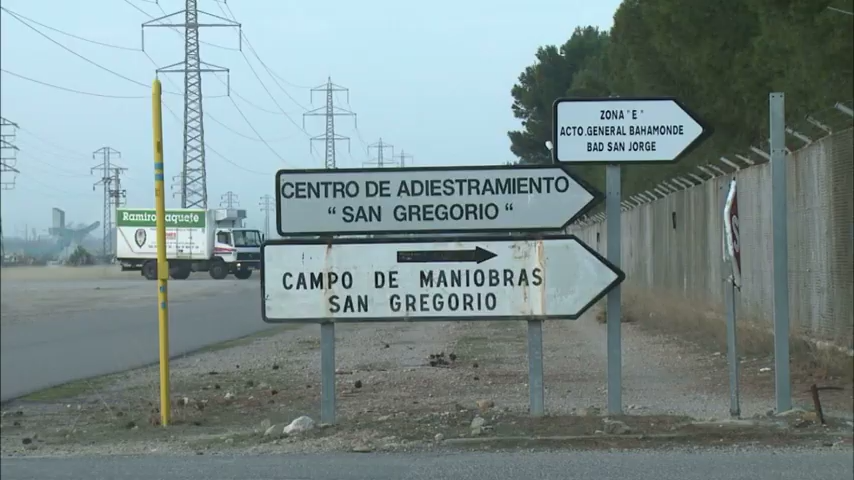 ZONA "E"
ACTO.GENERAL BAHAMONDE
BAD SAN JORGE
CENTRO DE ADIESTRAMIENTO
" SAN GREGORIO "
CAMPO DE MANIOBRAS
SAN GREGORIO